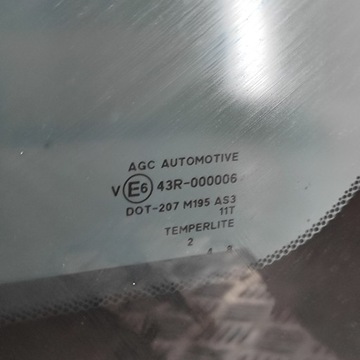 AGC AUTOMOTIVE
V E6 43R-000006
DOT-207 M195 AS3
11T
TEMPERLITE
2